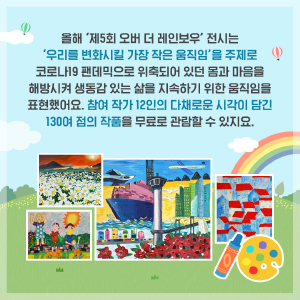 올해 '제5회 오버 더 레인보우' 전시는
'우리를 변화시킬 가장 작은 움직임'을 주제로
코로나19 팬데믹으로 위축되어 있던 몸과 마음을
해방시켜 생동감 있는 삶을 지속하기 위한 움직임을
표현했어요. 참여 작가 12인의 다채로운 시각이 담긴
130여 점의 작품을 무료로 관람할 수 있지요.